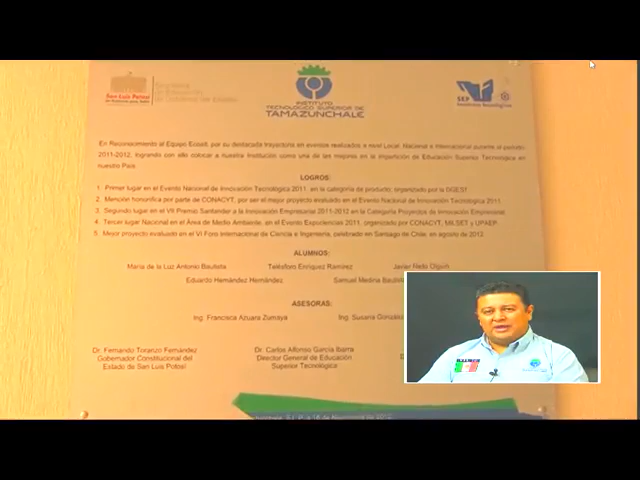 San Luis Potosí
SEP
INSTITUTO
TECNOLÓGICO SUPERIOR DE
TAMAZUNCHALE
En Reconocimiento al Equipo Ecosit, por su destacada trayectoria en eventos realizados a nivel Local, Nacional e Internacional durante el periodo
2011-2012, logrando con ello colocar a nuestra Institución como una de las mejores en la impartición de Educación Superior Tecnológica en
nuestro País.
LOGROS:
1. Primer lugar en el Evento Nacional de Innovación Tecnológica 2011, en la categoría de producto, organizado por la DGEST
2. Mención honorífica por parte de CONACYT, por ser el mejor proyecto evaluado en el Evento Nacional de Innovación Tecnológica 2011.
3. Segundo lugar en el VII Premio Santander a la Innovación Empresarial 2011-2012 en la Categoría Proyectos de Innovación Empresarial
4. Tercer lugar Nacional en el Área de Medio Ambiente, en el Evento Expociencias 2011, organizado por CONACYT, MILSET y UPAEP.
5. Mejor proyecto evaluado en el VI Foro Internacional de Ciencia e Ingeniería, celebrado en Santiago de Chile, en agosto de 2012.
ALUMNOS:
María de la Luz Antonio Bautista Telésforo Enríquez Ramírez Javier Neto Olguín
Eduardo Hernández Hernández Samuel Medina Bautista
ASESORAS:
Ing. Francisca Azuara Zumaya Ing. Susana González
Dr. Fernando Toranzo Fernández Dr. Carlos Alfonso García Ibarra
Gobernador Constitucional del Director General de Educación
Estado de San Luis Potosí Superior Tecnológica